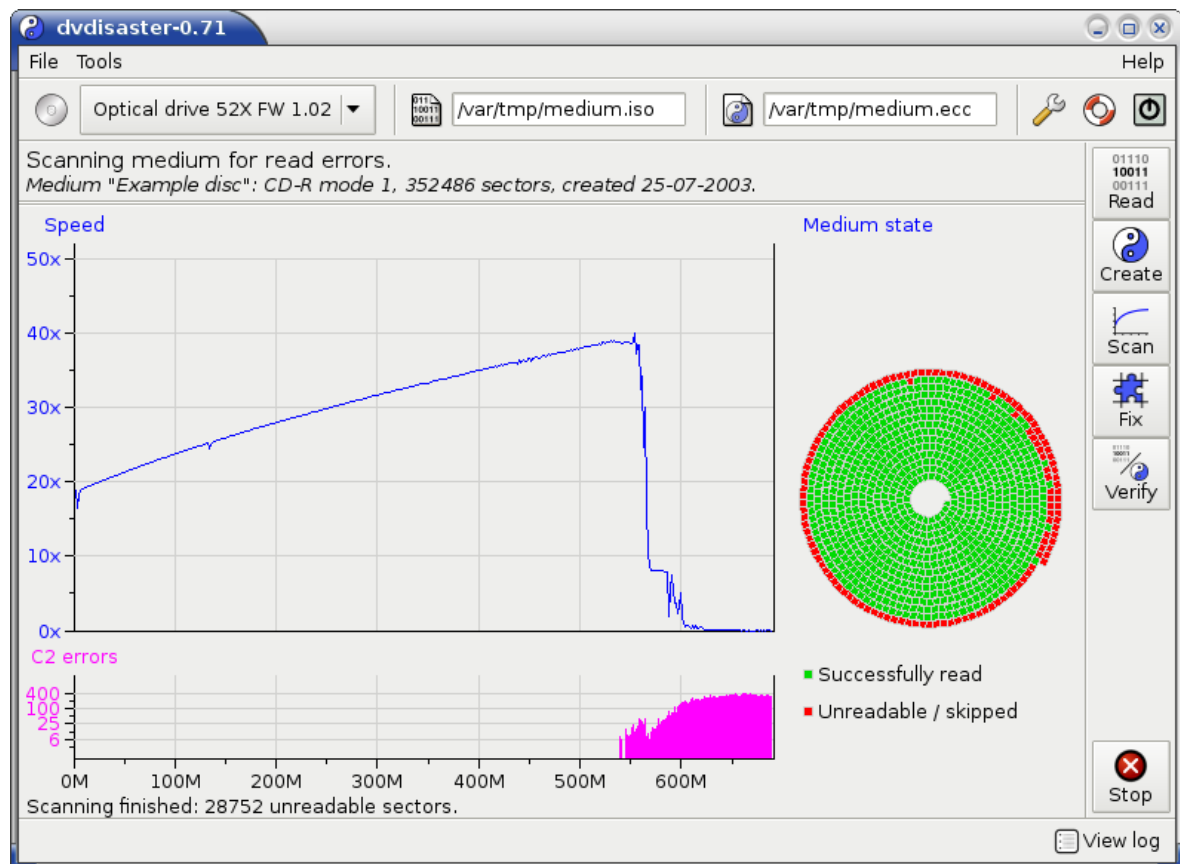 dvdisaster-0.71
File Tools Help
Optical drive 52X FW 1.02 /var/tmp/medium.iso /var/tmp/medium.ecc
Scanning medium for read errors.
Medium "Example disc": CD-R mode 1, 352486 sectors, created 25-07-2003.
Speed
50x
40x
30x
20x
10x
0x
C2 errors
400
100
25
6
0M 100M 200M 300M 400M 500M 600M
Scanning finished: 28752 unreadable sectors.
Medium state
Successfully read
Unreadable / skipped
01110
10011
00111
Read
Create
Scan
Fix
Verify
Stop
View log